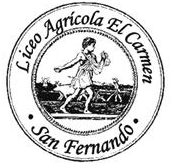 Liceo Agrícola El Carmen
• San Fernando •